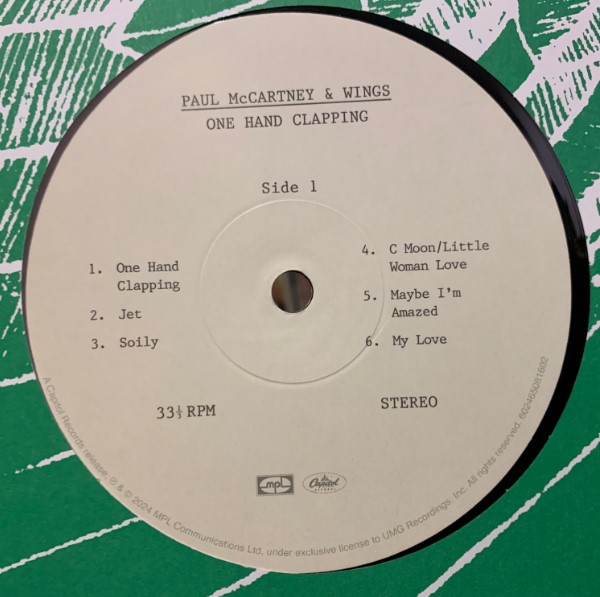 PAUL McCARTNEY & WINGS
ONE HAND CLAPPING
Side 1
1. One Hand
Clapping
2. Jet
3. Soily
4. C Moon/Little
Woman Love
5. Maybe I'm
Amazed
6. My Love
33⅓ RPM
STEREO
mpl
Capitol
RECORDS
A Capitol Records release; ℗ & © 2024 MPL Communications Ltd, under exclusive license to UMG Recordings, Inc. All rights reserved. 602465081602